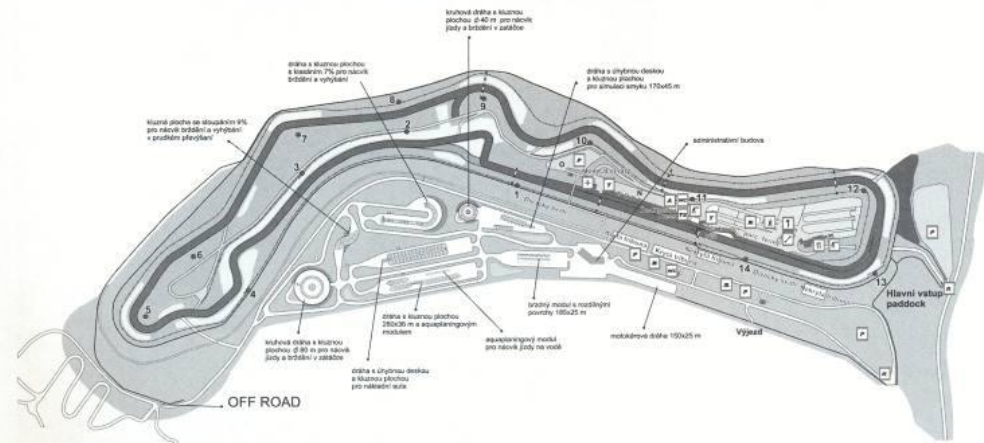 kruhová dráha s kluznou
plochou ∅ 40 m pro nácvik
jízdy a brždění v zatáčce
dráha s kluznou plochou
s klesáním 7% pro nácvik
brždění a vyhýbání
dráha s úhybnou deskou
a kluznou plochou
pro simulaci smyku 170x45 m
kluzná plocha se stoupáním 9%
pro nácvik brždění a vyhýbání
v prudkém převýšení
administrativní budova
8
9
2
7
10
3
1
11
12
6
14
13
4
5
Hlavní vstup
paddock
Výjezd
dráha s kluznou plochou
280x36 m a aquaplaningovým
modulem
brzdný modul s rozdílnými
povrchy 185x25 m
motokárová dráha 150x25 m
kruhová dráha s kluznou
plochou ∅ 80 m pro nácvik
jízdy a brždění v zatáčce
aquaplaningový modul
pro nácvik jízdy na vodě
dráha s úhybnou deskou
a kluznou plochou
pro nákladní auta
OFF ROAD